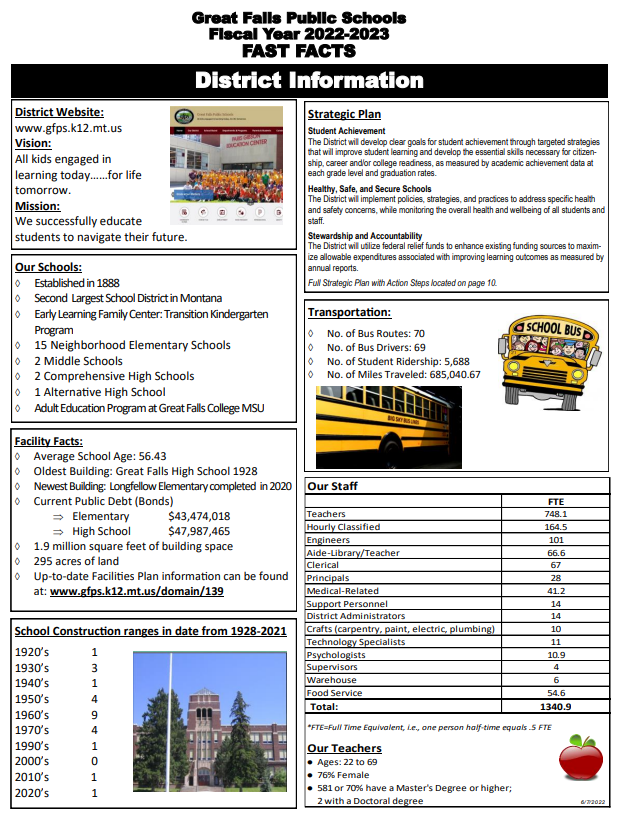 Great Falls Public Schools
Fiscal Year 2022-2023
FAST FACTS
District Information
District Website:
www.gfps.k12.mt.us
Vision:
All kids engaged in
learning today......for life
tomorrow.
Mission:
We successfully educate
students to navigate their future.
PARIS GIBSON
EDUCATION CENTER
Our Schools:
◊ Established in 1888
◊ Second Largest School District in Montana
◊ Early Learning Family Center: Transition Kindergarten
Program
◊ 15 Neighborhood Elementary Schools
◊ 2 Middle Schools
◊ 2 Comprehensive High Schools
◊ 1 Alternative High School
◊ Adult Education Program at Great Falls College MSU
Facility Facts:
◊ Average School Age: 56.43
◊ Oldest Building: Great Falls High School 1928
◊ Newest Building: Longfellow Elementary completed in 2020
◊ Current Public Debt (Bonds)
⇒ Elementary $43,474,018
⇒ High School $47,987,465
◊ 1.9 million square feet of building space
◊ 295 acres of land
◊ Up-to-date Facilities Plan information can be found
at: www.gfps.k12.mt.us/domain/139
School Construction ranges in date from 1928-2021
1920's 1
1930's 3
1940's 1
1950's 4
1960's 9
1970's 4
1990's 1
2000's 0
2010's 1
2020's 1
Strategic Plan
Student Achievement
The District will develop clear goals for student achievement through targeted strategies
that will improve student learning and develop the essential skills necessary for citizen-
ship, career and/or college readiness, as measured by academic achievement data at
each grade level and graduation rates.
Healthy, Safe, and Secure Schools
The District will implement policies, strategies, and practices to address specific health
and safety concerns, while monitoring the overall health and wellbeing of all students and
staff.
Stewardship and Accountability
The District will utilize federal relief funds to enhance existing funding sources to maxim-
ize allowable expenditures associated with improving learning outcomes as measured by
annual reports.
Full Strategic Plan with Action Steps located on page 10.
Transportation:
◊ No. of Bus Routes: 70
◊ No. of Bus Drivers: 69
◊ No. of Student Ridership: 5,688
◊ No. of Miles Traveled: 685,040.67
SCHOOL BUS
BIG SKY BUS LINES
Our Staff
FTE
Teachers 748.1
Hourly Classified 164.5
Engineers 101
Aide-Library/Teacher 66.6
Clerical 67
Principals 28
Medical-Related 41.2
Support Personnel 14
District Administrators 14
Crafts (carpentry, paint, electric, plumbing) 10
Technology Specialists 11
Psychologists 10.9
Supervisors 4
Warehouse 6
Food Service 54.6
Total: 1340.9
*FTE=Full Time Equivalent, i.e., one person half-time equals .5 FTE
Our Teachers
● Ages: 22 to 69
● 76% Female
● 581 or 70% have a Master's Degree or higher;
2 with a Doctoral degree
6/7/2022